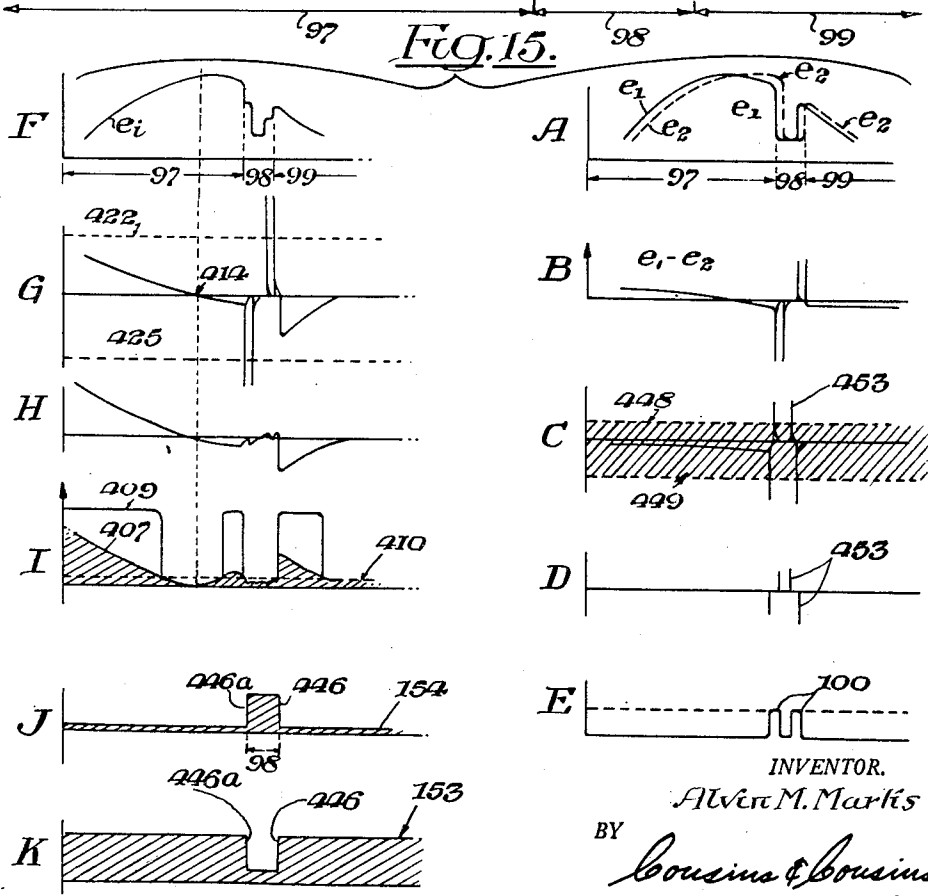 97 98 99
Fig. 15.
F
e₁
97 98 99
422
G
414
425
H
409
407
I
410
446a 446 154
J
98
446a 446 153
K
e₁ e₂
e₂ e₁
A e₂
97 98 99
B e₁-e₂
453
448
C
449
D 453
E 100
INVENTOR.
Alvin M. Marks
BY
Cousins & Cousins